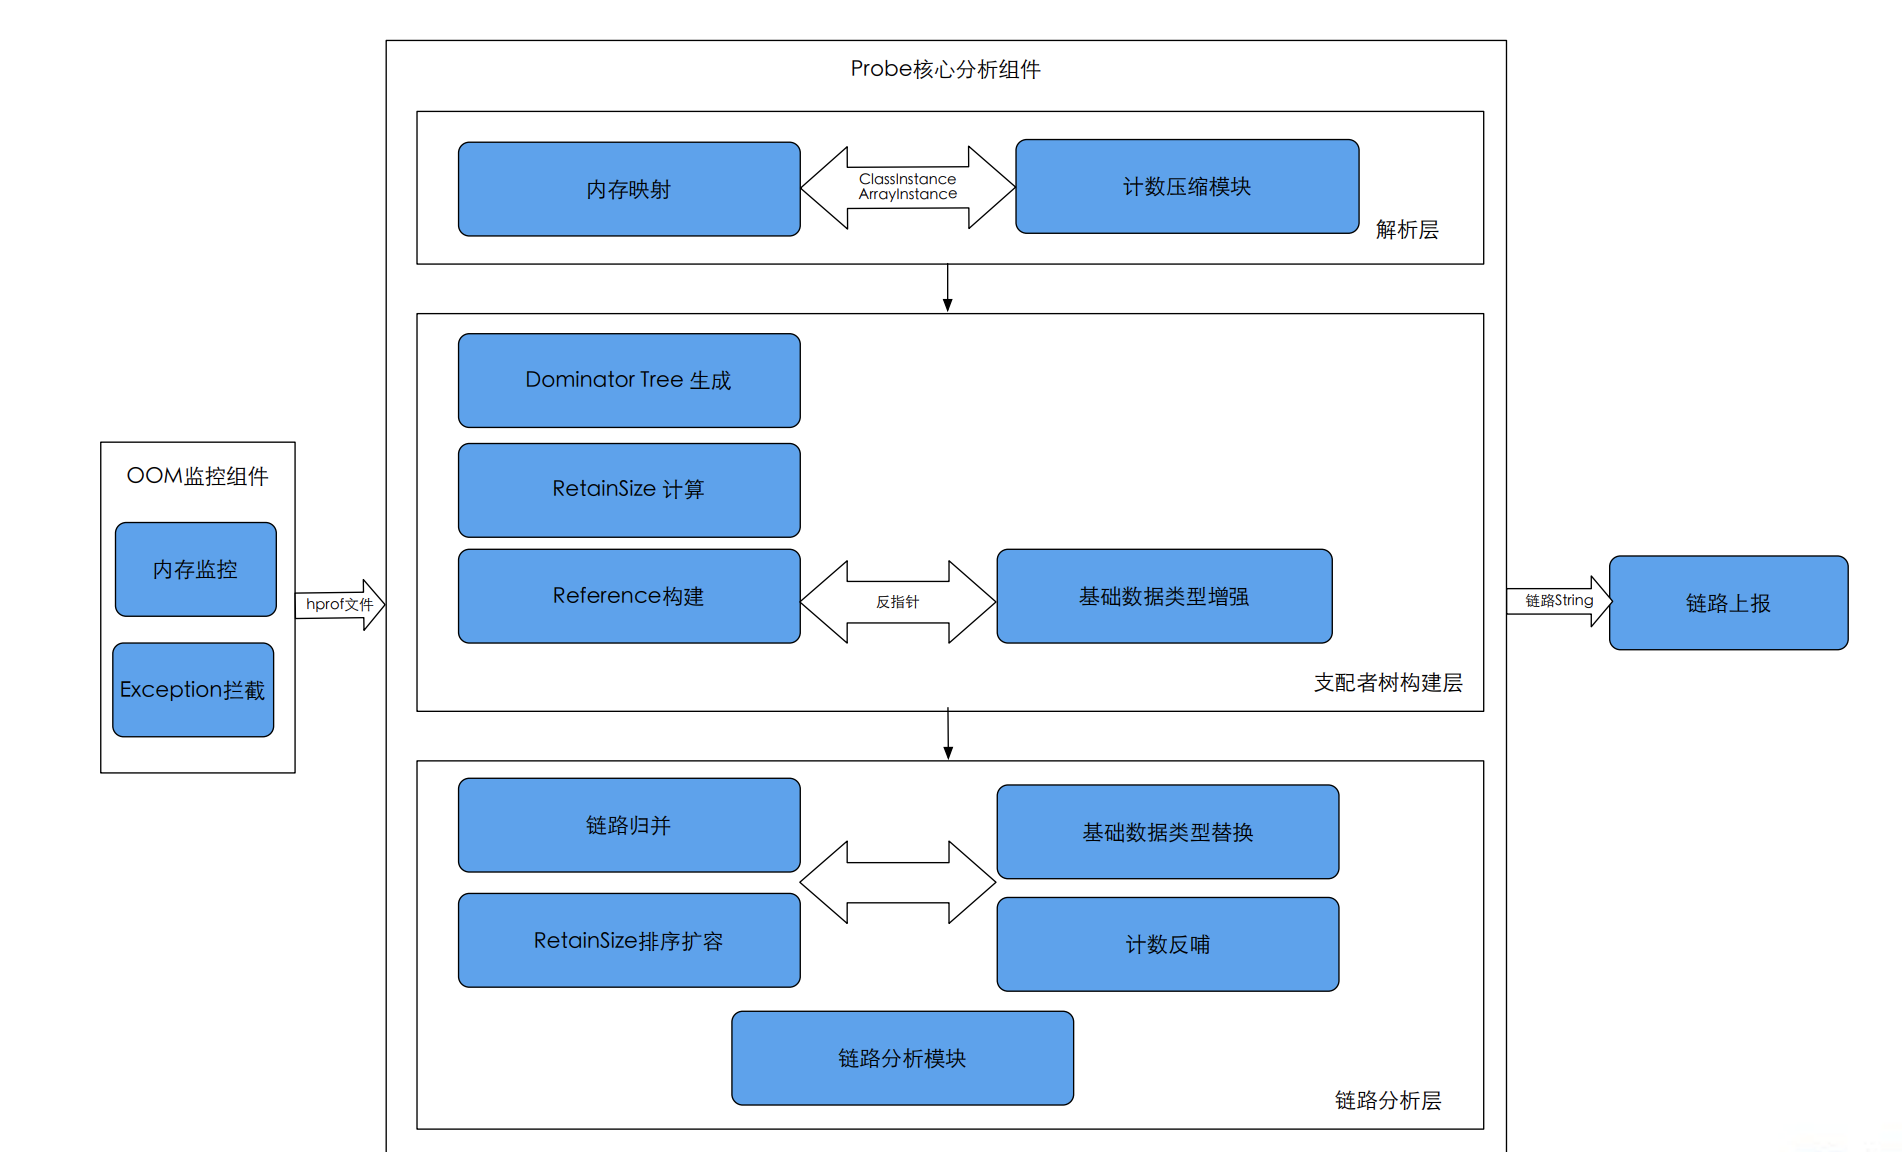 Probe核心分析组件
内存映射
ClassInstance
ArrayInstance
计数压缩模块
解析层
Dominator Tree 生成
RetainSize 计算
Reference构建
反指针
基础数据类型增强
支配者树构建层
OOM监控组件
内存监控
Exception拦截
hprof文件
链路String
链路上报
链路归并
基础数据类型替换
RetainSize排序扩容
计数反哺
链路分析模块
链路分析层